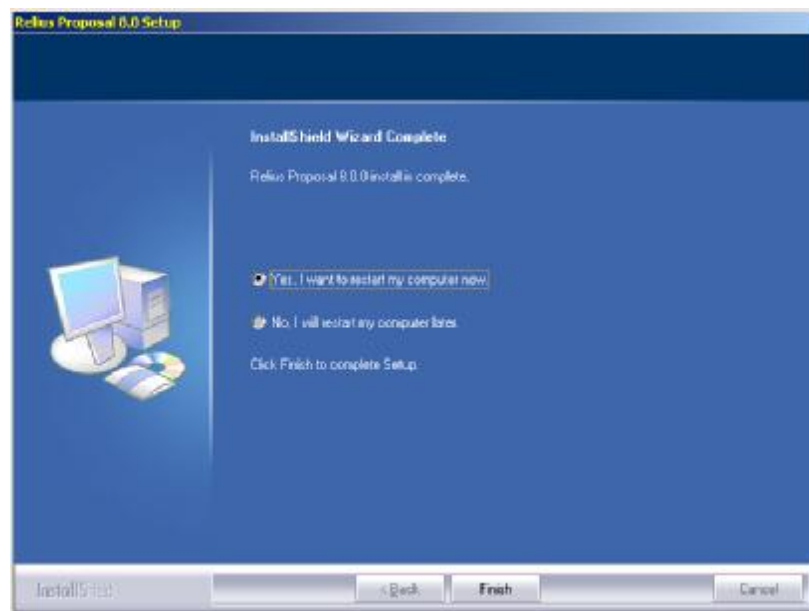 Relius Proposal 8.0 Setup
InstallShield Wizard Complete
Relius Proposal 8.0.0 install is complete.
Yes, I want to restart my computer now.
No, I will restart my computer later.
Click Finish to complete Setup.
InstallShield
< Back
Finish
Cancel